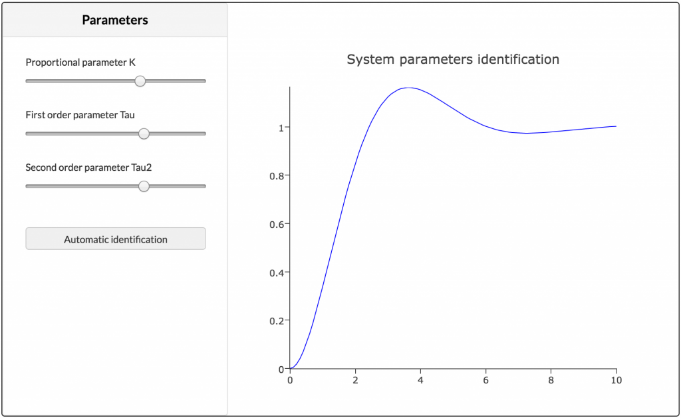 Parameters
Proportional parameter K
First order parameter Tau
Second order parameter Tau2
Automatic identification
System parameters identification
1
0.8
0.6
0.4
0.2
0
0 2 4 6 8 10